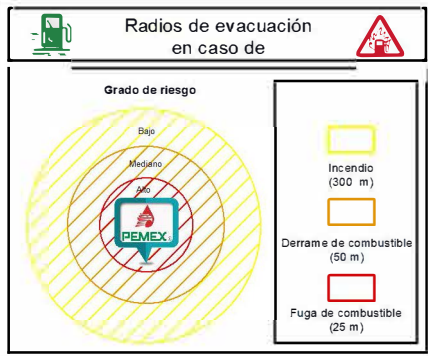 Radios de evacuación
en caso de
Grado de riesgo
Bajo
Mediano
Alto
PEMEX
Incendio
(300 m)
Derrame de combustible
(50 m)
Fuga de combustible
(25 m)